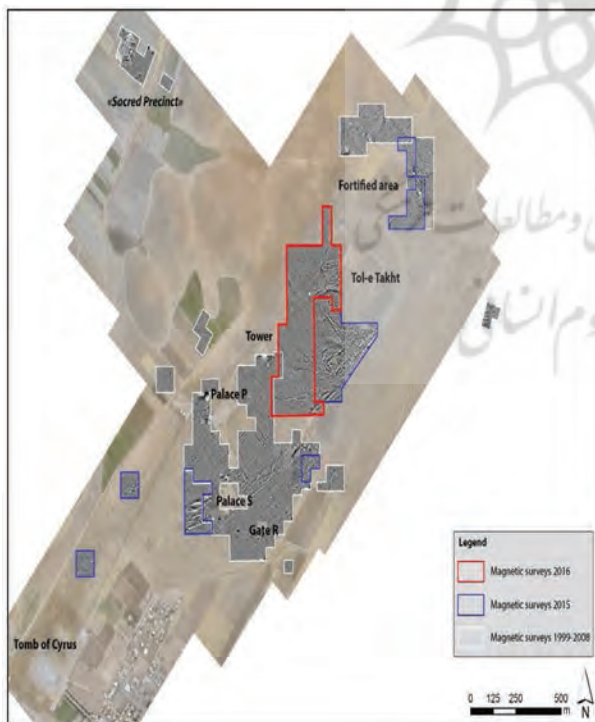 «Sacred Precinct»
Fortified area
Tol-e Takht
Tower
Palace P
Palace S
Gate R
Tomb of Cyrus
Legend
Magnetic surveys 2016
Magnetic surveys 2015
Magnetic surveys 1999-2008
0 125 250 500
m
N
و مطالعات